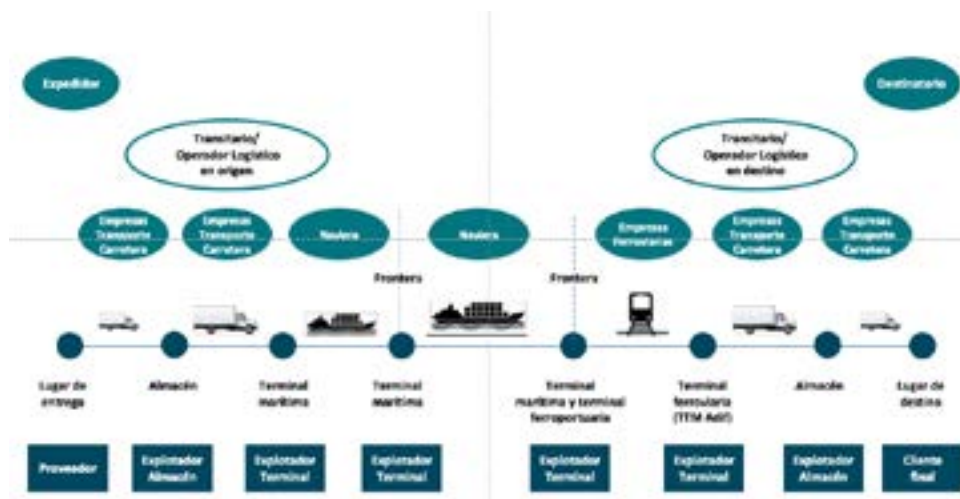 Expedidor
Destinatario
Transitario/
Operador Logístico
en origen
Transitario/
Operador Logístico
en destino
Empresas
Transporte
Carretera
Empresas
Transporte
Carretera
Naviera
Naviera
Empresas
Ferroviarias
Empresas
Transporte
Carretera
Empresas
Transporte
Carretera
Frontera
Frontera
Lugar de
entrega
Almacén
Terminal
marítima
Terminal
marítima
Terminal
marítima y terminal
ferroportuaria
Terminal
ferroviaria
(TTM Adif)
Almacén
Lugar de
destino
Proveedor
Explotador
Almacén
Explotador
Terminal
Explotador
Terminal
Explotador
Terminal
Explotador
Terminal
Explotador
Almacén
Cliente
final